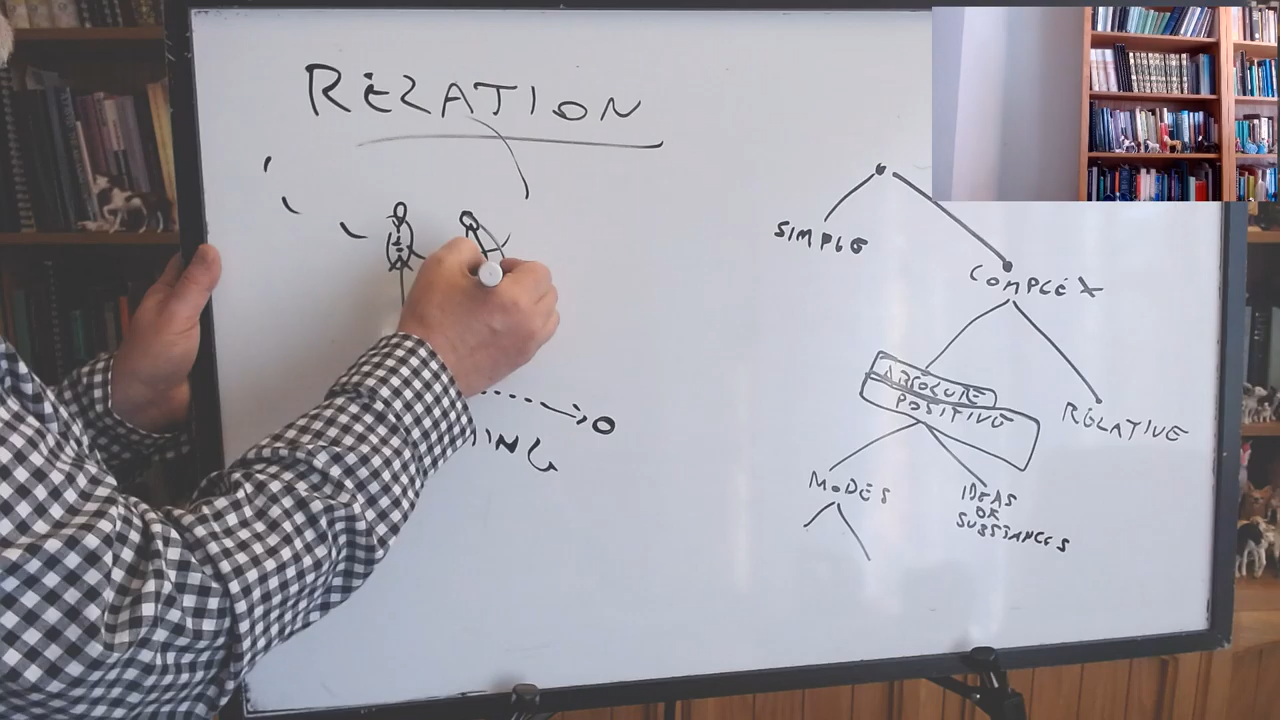 RELATION
SIMPLE
COMPLEX
ABSOLUTE
POSITIVE
RELATIVE
MODES
IDEAS
OF
SUBSTANCES